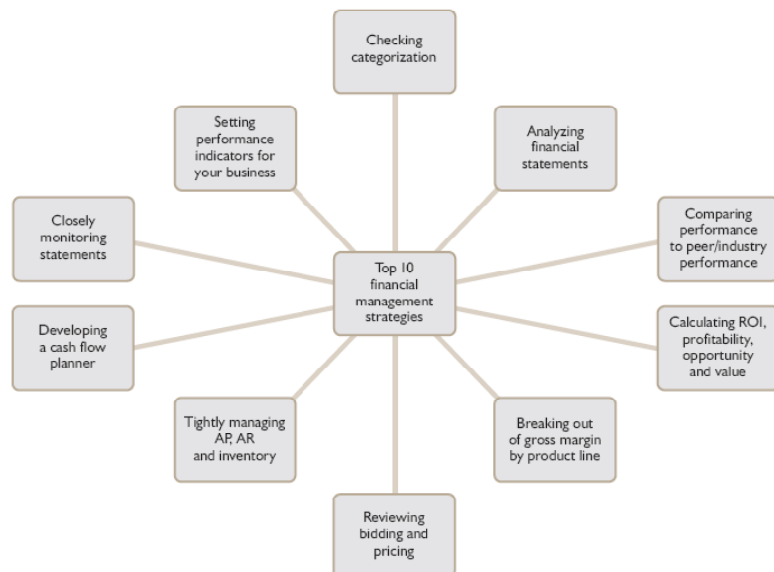 Checking
categorization
Setting
performance
indicators for
your business
Analyzing
financial
statements
Closely
monitoring
statements
Comparing
performance
to peer/industry
performance
Top 10
financial
management
strategies
Developing
a cash flow
planner
Calculating ROI,
profitability,
opportunity
and value
Tightly managing
AP, AR
and inventory
Breaking out
of gross margin
by product line
Reviewing
bidding and
pricing